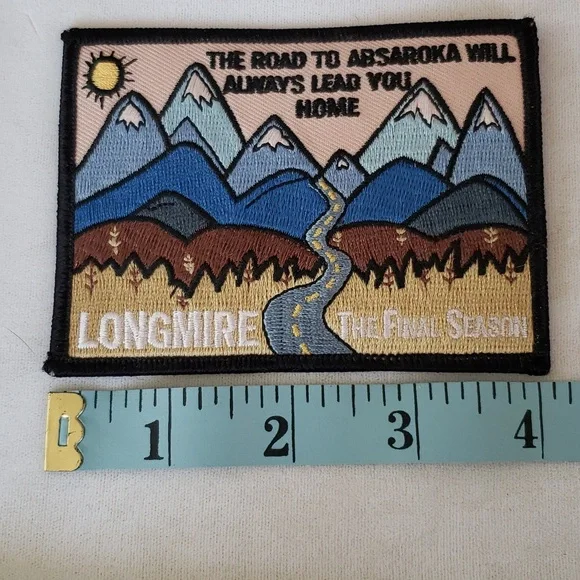 THE ROAD TO ABSAROKA WILL
ALWAYS LEAD YOU
HOME
LONGMIRE THE FINAL SEASON
1 2 3 4